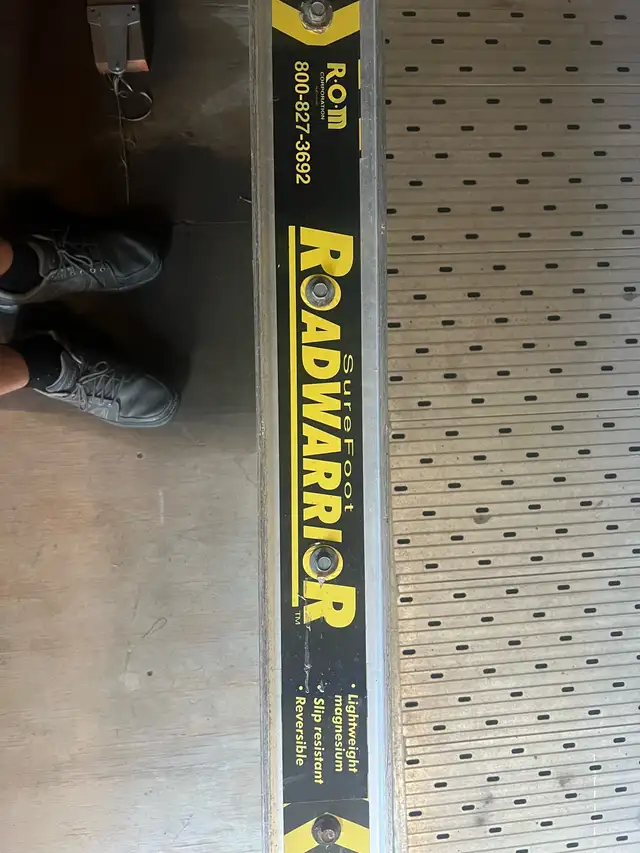 R•O•M
CORPORATION
800-827-3692
SureFoot
ROADWARRIOR
TM
• Lightweight
magnesium
• Slip resistant
• Reversible